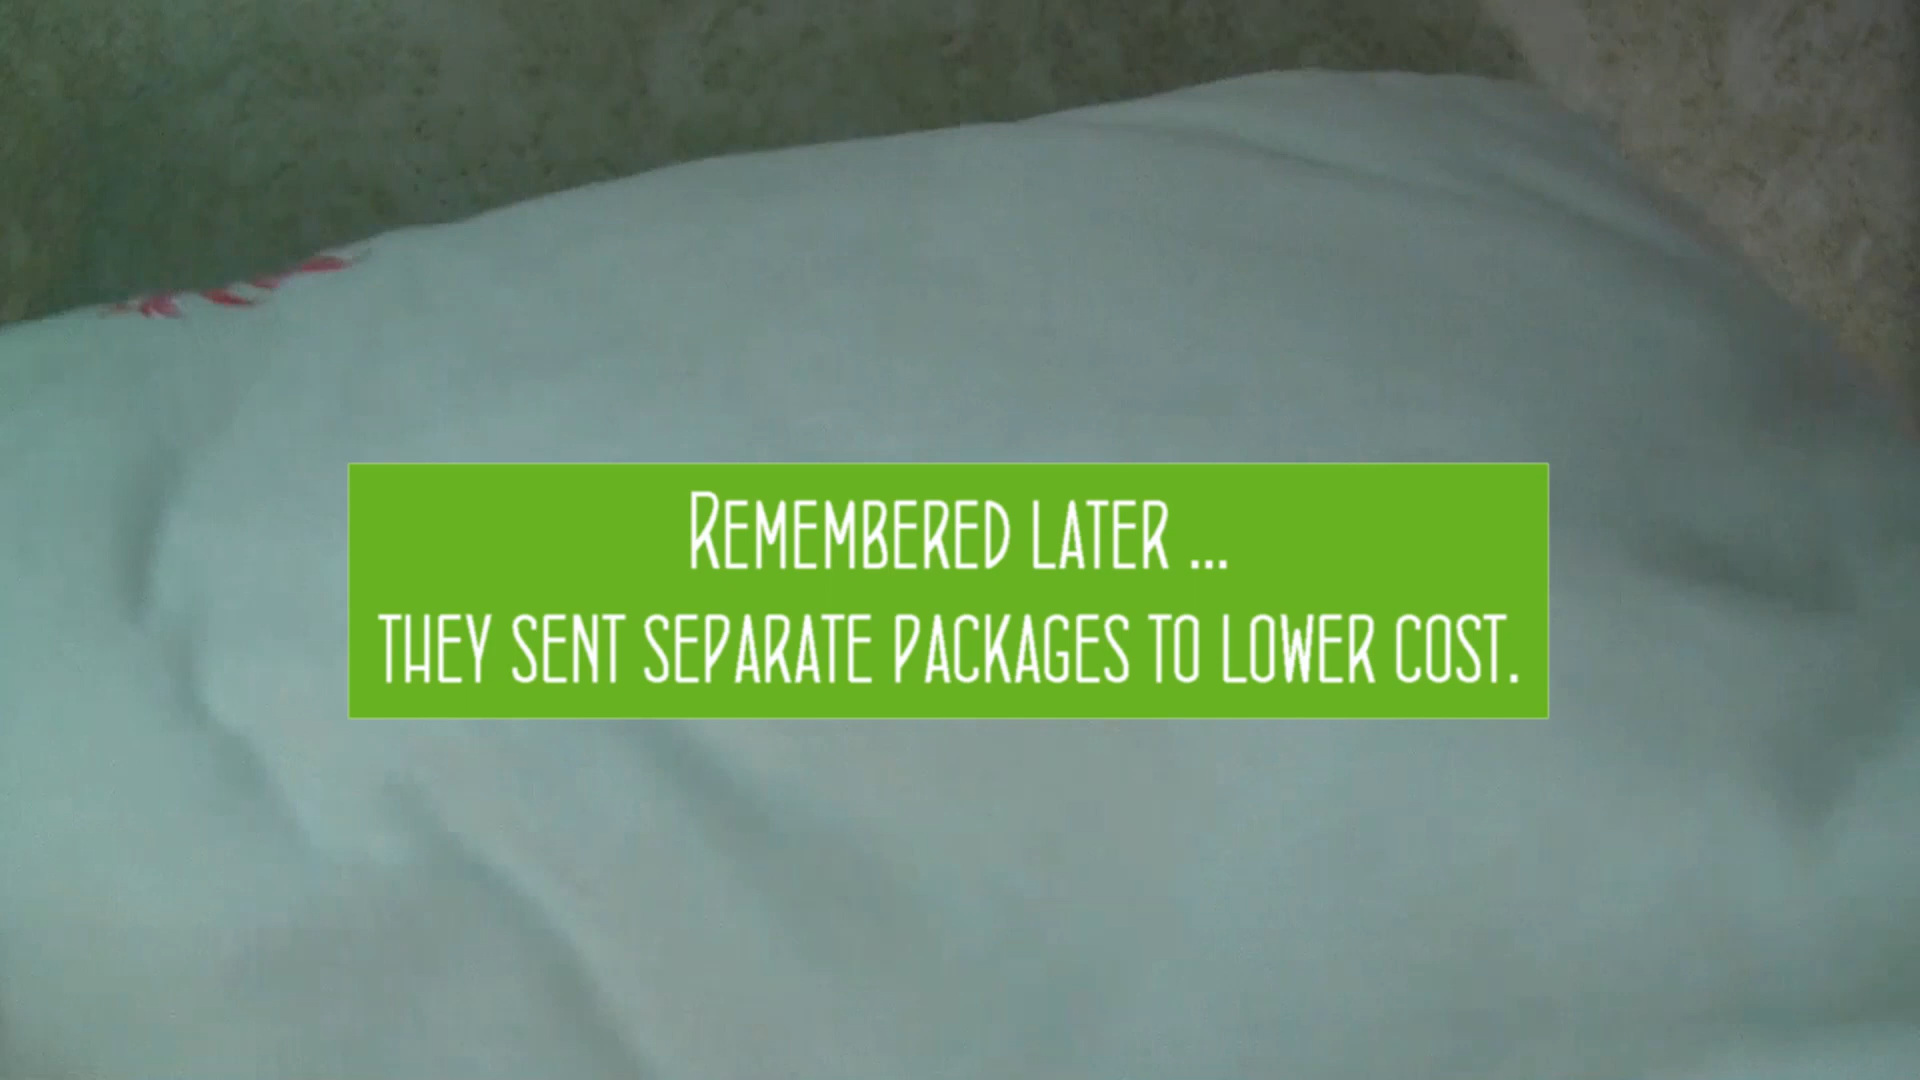 Remembered later ...
they sent separate packages to lower cost.